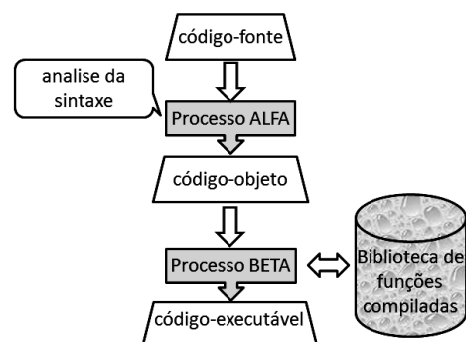 código-fonte
analise da
sintaxe
Processo ALFA
código-objeto
Processo BETA
Biblioteca de
funções
compiladas
código-executável